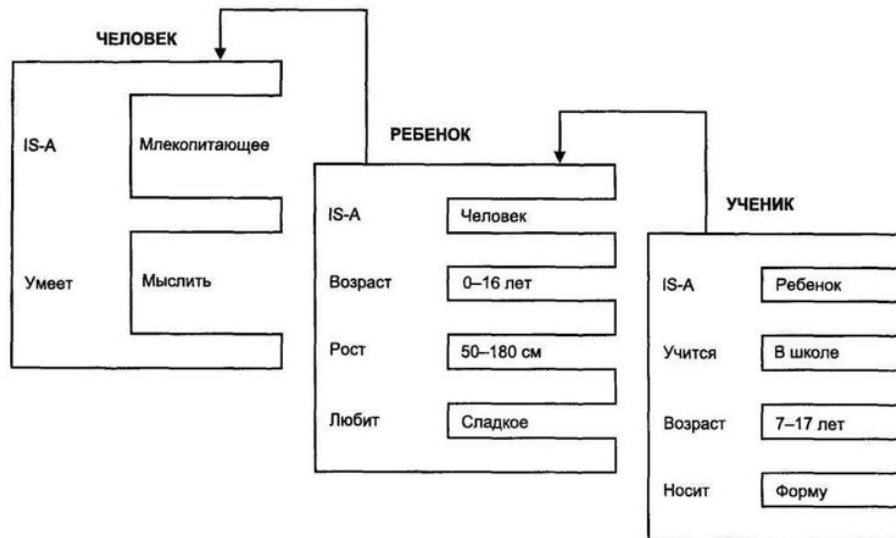 ЧЕЛОВЕК
IS-A Млекопитающее
Умеет Мыслить
РЕБЕНОК
IS-A Человек
Возраст 0–16 лет
Рост 50–180 см
Любит Сладкое
УЧЕНИК
IS-A Ребенок
Учится В школе
Возраст 7–17 лет
Носит Форму